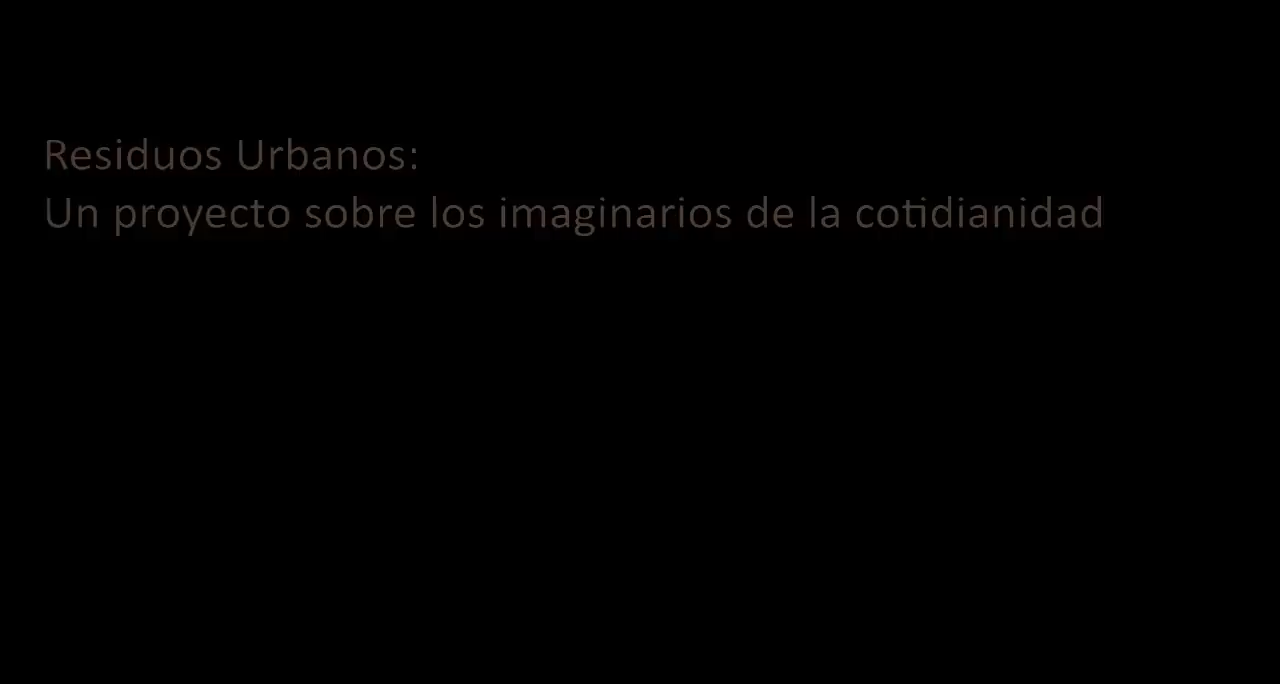 Residuos Urbanos:
Un proyecto sobre los imaginarios de la cotidianidad